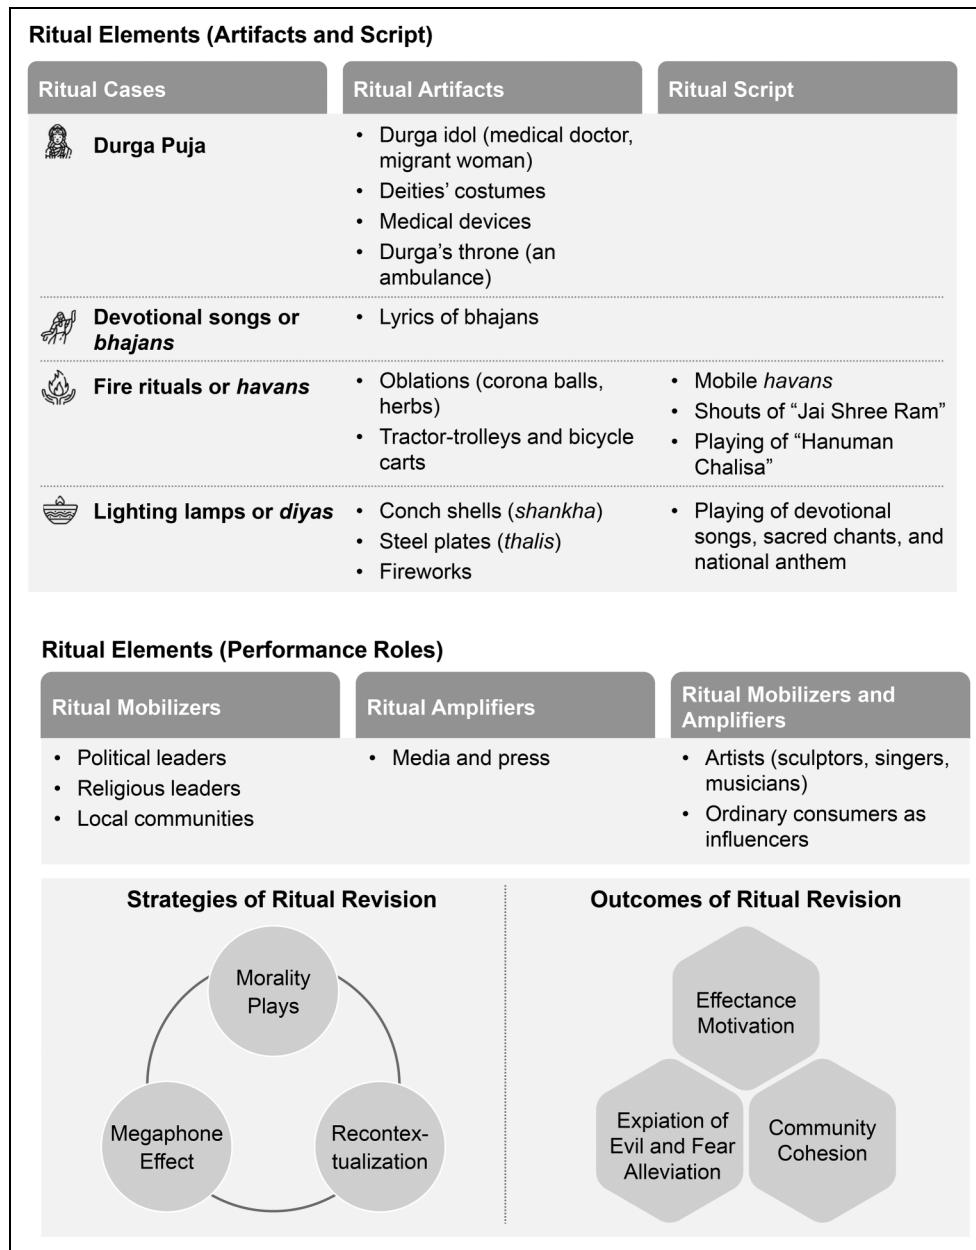 Ritual Elements (Artifacts and Script)
Ritual Cases
Ritual Artifacts
Ritual Script
Durga Puja
• Durga idol (medical doctor,
migrant woman)
• Deities’ costumes
• Medical devices
• Durga’s throne (an
ambulance)
Devotional songs or
bhajans
• Lyrics of bhajans
Fire rituals or havans
• Oblations (corona balls,
herbs)
• Tractor-trolleys and bicycle
carts
• Mobile havans
• Shouts of “Jai Shree Ram”
• Playing of “Hanuman
Chalisa”
Lighting lamps or diyas
• Conch shells (shankha)
• Steel plates (thalis)
• Fireworks
• Playing of devotional
songs, sacred chants, and
national anthem
Ritual Elements (Performance Roles)
Ritual Mobilizers
Ritual Amplifiers
Ritual Mobilizers and
Amplifiers
• Political leaders
• Religious leaders
• Local communities
• Media and press
• Artists (sculptors, singers,
musicians)
• Ordinary consumers as
influencers
Strategies of Ritual Revision
Morality
Plays
Megaphone
Effect
Recontex-
tualization
Outcomes of Ritual Revision
Effectance
Motivation
Expiation of
Evil and Fear
Alleviation
Community
Cohesion